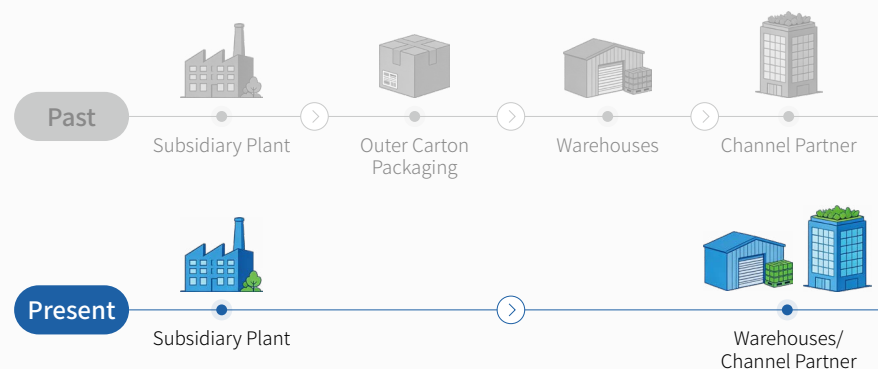 Past
Subsidiary Plant
Outer Carton
Packaging
Warehouses
Channel Partner
Present
Subsidiary Plant
Warehouses/
Channel Partner